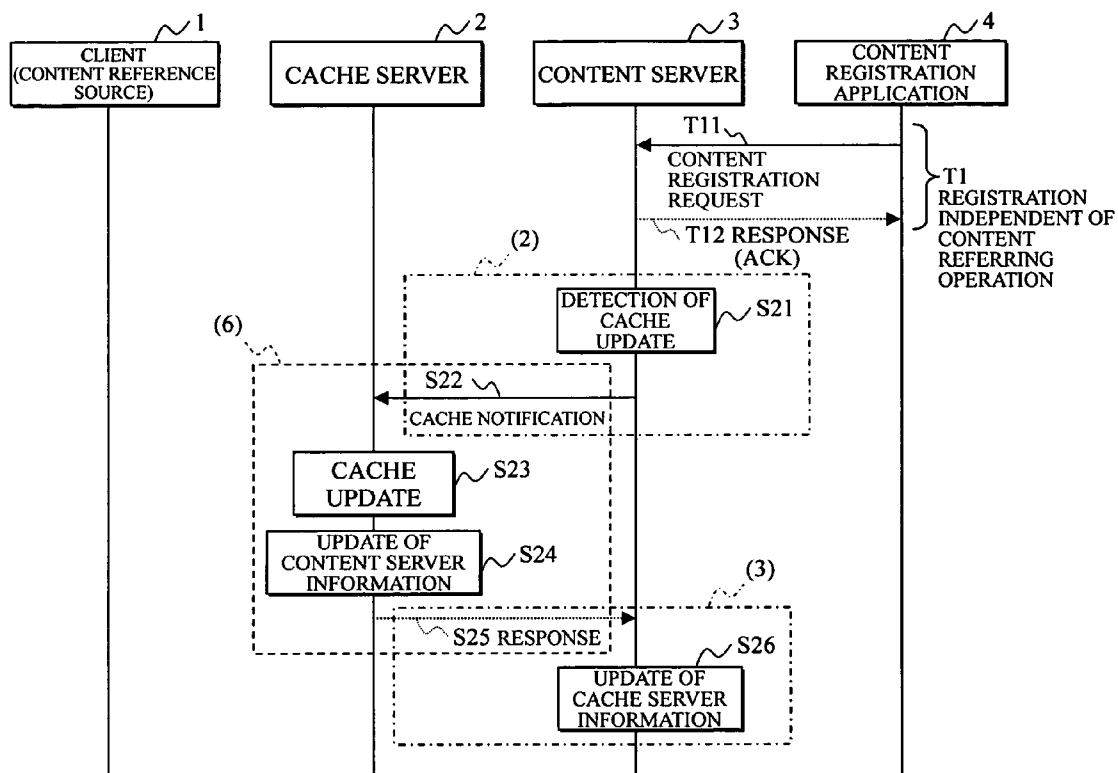 1
2
3
4
CLIENT
(CONTENT REFERENCE
SOURCE)
CACHE SERVER
CONTENT SERVER
CONTENT
REGISTRATION
APPLICATION
T11
CONTENT
REGISTRATION
REQUEST
T1
REGISTRATION
INDEPENDENT OF
CONTENT
REFERRING
OPERATION
T12 RESPONSE
(ACK)
(2)
DETECTION OF
CACHE
UPDATE
S21
(6)
S22
CACHE NOTIFICATION
CACHE
UPDATE
S23
UPDATE OF
CONTENT SERVER
INFORMATION
S24
(3)
S25 RESPONSE
S26
UPDATE OF
CACHE SERVER
INFORMATION